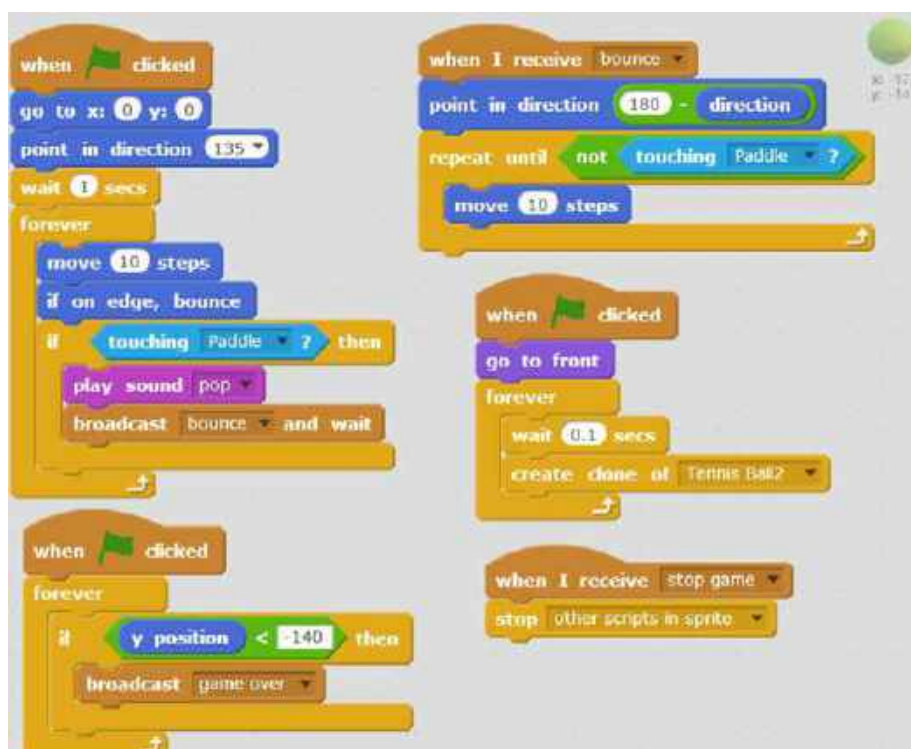 when clicked
go to x: 0 y: 0
point in direction 135
wait 1 secs
forever
move 10 steps
if on edge, bounce
if touching Paddle ? then
play sound pop
broadcast bounce and wait
when clicked
forever
if y position < -140 then
broadcast game over
when I receive bounce
point in direction 180 - direction
repeat until not touching Paddle ?
move 10 steps
when clicked
go to front
forever
wait 0.1 secs
create clone of Tennis Ball2
when I receive stop game
stop other scripts in sprite